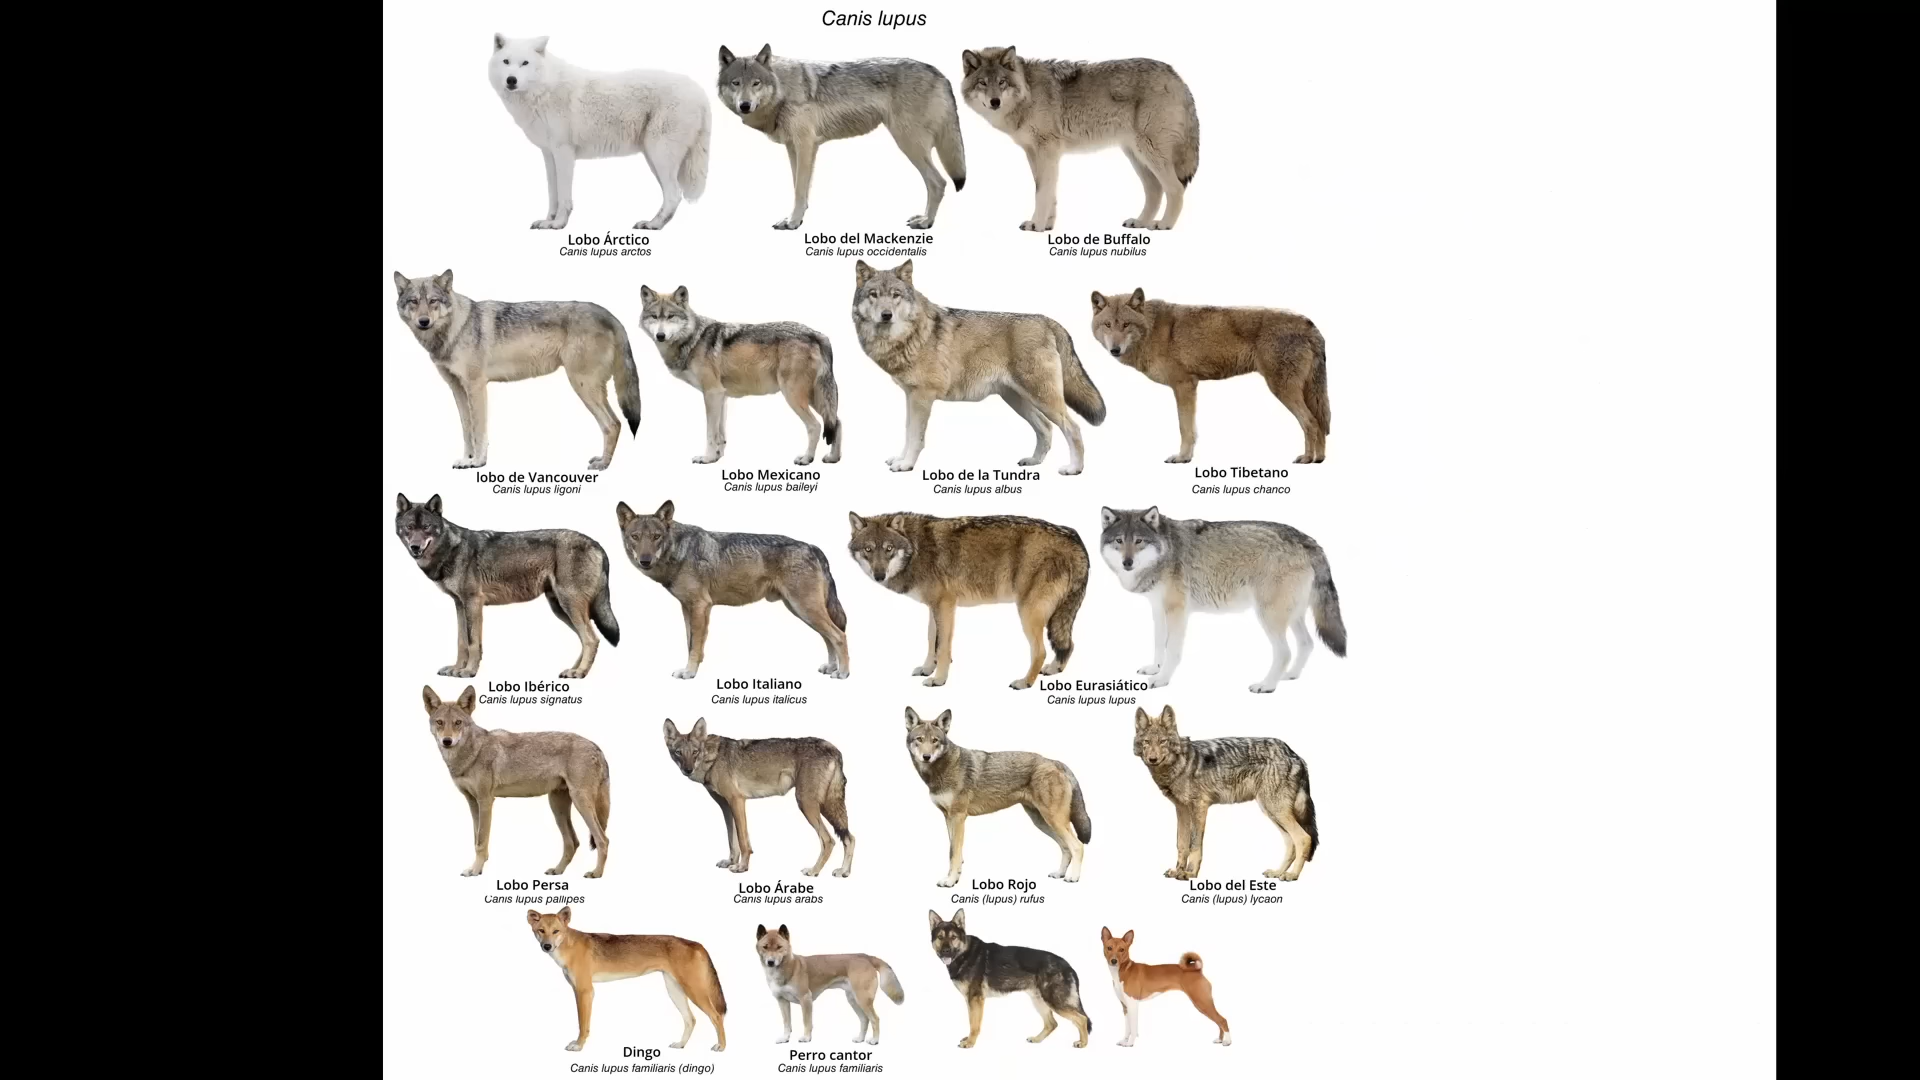 Canis lupus
Lobo Árctico
Canis lupus arctos
Lobo del Mackenzie
Canis lupus occidentalis
Lobo de Buffalo
Canis lupus nubilus
lobo de Vancouver
Canis lupus ligoni
Lobo Mexicano
Canis lupus baileyi
Lobo de la Tundra
Canis lupus albus
Lobo Tibetano
Canis lupus chanco
Lobo Ibérico
Canis lupus signatus
Lobo Italiano
Canis lupus italicus
Lobo Eurasiático
Canis lupus lupus
Lobo Persa
Canis lupus pallipes
Lobo Árabe
Canis lupus arabs
Lobo Rojo
Canis (lupus) rufus
Lobo del Este
Canis (lupus) lycaon
Dingo
Canis lupus familiaris (dingo)
Perro cantor
Canis lupus familiaris